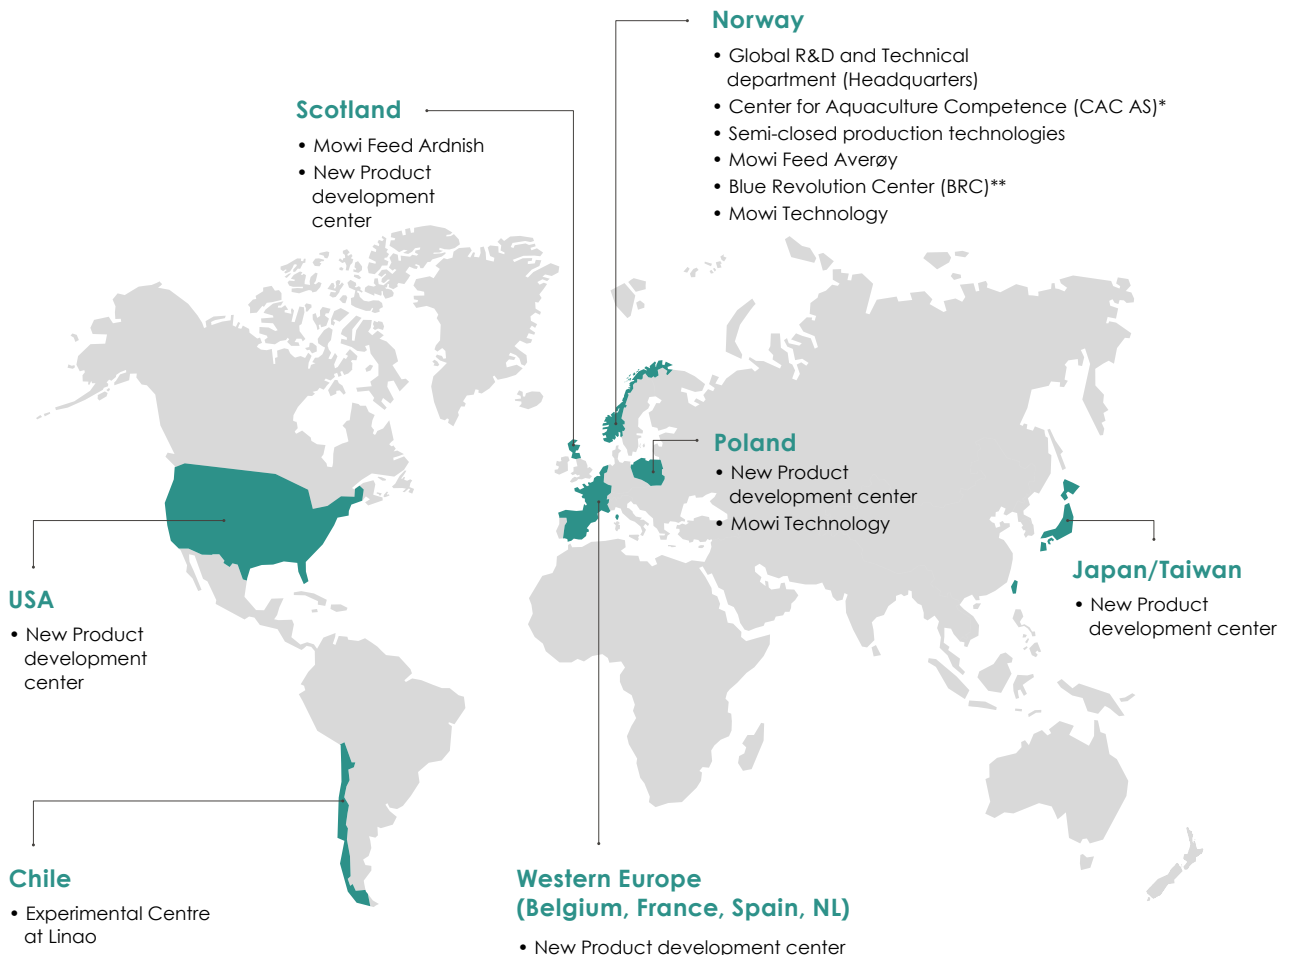 Norway
• Global R&D and Technical
department (Headquarters)
• Center for Aquaculture Competence (CAC AS)*
• Semi-closed production technologies
• Mowi Feed Averøy
• Blue Revolution Center (BRC)**
• Mowi Technology
Scotland
• Mowi Feed Ardnish
• New Product
development
center
Poland
• New Product
development center
• Mowi Technology
Japan/Taiwan
• New Product
development center
USA
• New Product
development
center
Chile
• Experimental Centre
at Linao
Western Europe
(Belgium, France, Spain, NL)
• New Product development center